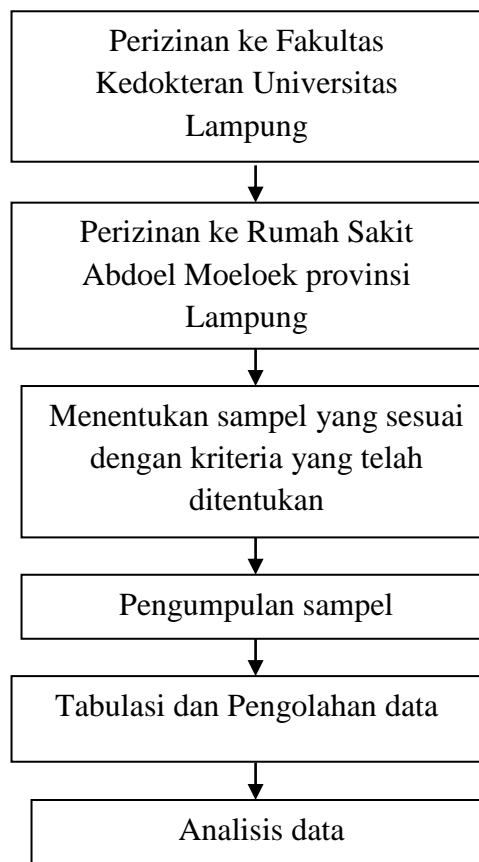 Perizinan ke Fakultas
Kedokteran Universitas
Lampung
Perizinan ke Rumah Sakit
Abdoel Moeloek provinsi
Lampung
Menentukan sampel yang sesuai
dengan kriteria yang telah
ditentukan
Pengumpulan sampel
Tabulasi dan Pengolahan data
Analisis data